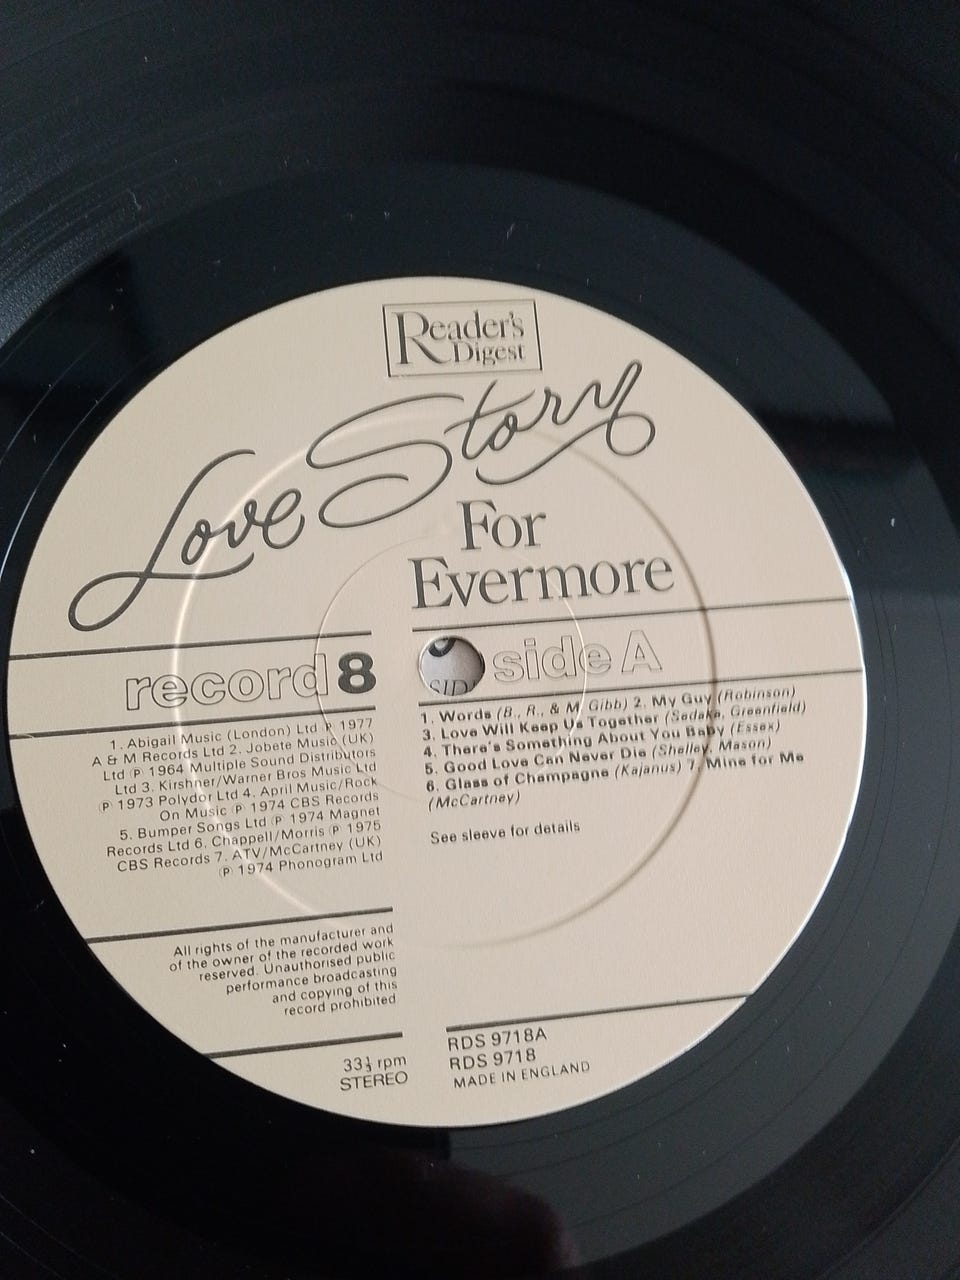 Reader's
Digest
Love Story
For
Evermore
record 8
side A
1. Abigail Music (London) Ltd ℗ 1977
A & M Records Ltd 2. Jobete Music (UK)
Ltd ℗ 1964 Multiple Sound Distributors
Ltd 3. Kirshner/Warner Bros Music Ltd
℗ 1973 Polydor Ltd 4. April Music/Rock
On Music ℗ 1974 CBS Records
5. Bumper Songs Ltd ℗ 1974 Magnet
Records Ltd 6. Chappell/Morris ℗ 1975
CBS Records 7. ATV/McCartney (UK)
℗ 1974 Phonogram Ltd
1. Words (B., R., & M. Gibb) 2. My Guy (Robinson)
3. Love Will Keep Us Together (Sedaka, Greenfield)
4. There's Something About You Baby (Essex)
5. Good Love Can Never Die (Shelley, Mason)
6. Glass of Champagne (Kajanus) 7. Mine for Me
(McCartney)
See sleeve for details
All rights of the manufacturer and
of the owner of the recorded work
reserved. Unauthorised public
performance broadcasting
and copying of this
record prohibited
33⅓ rpm
STEREO
RDS 9718A
RDS 9718
MADE IN ENGLAND